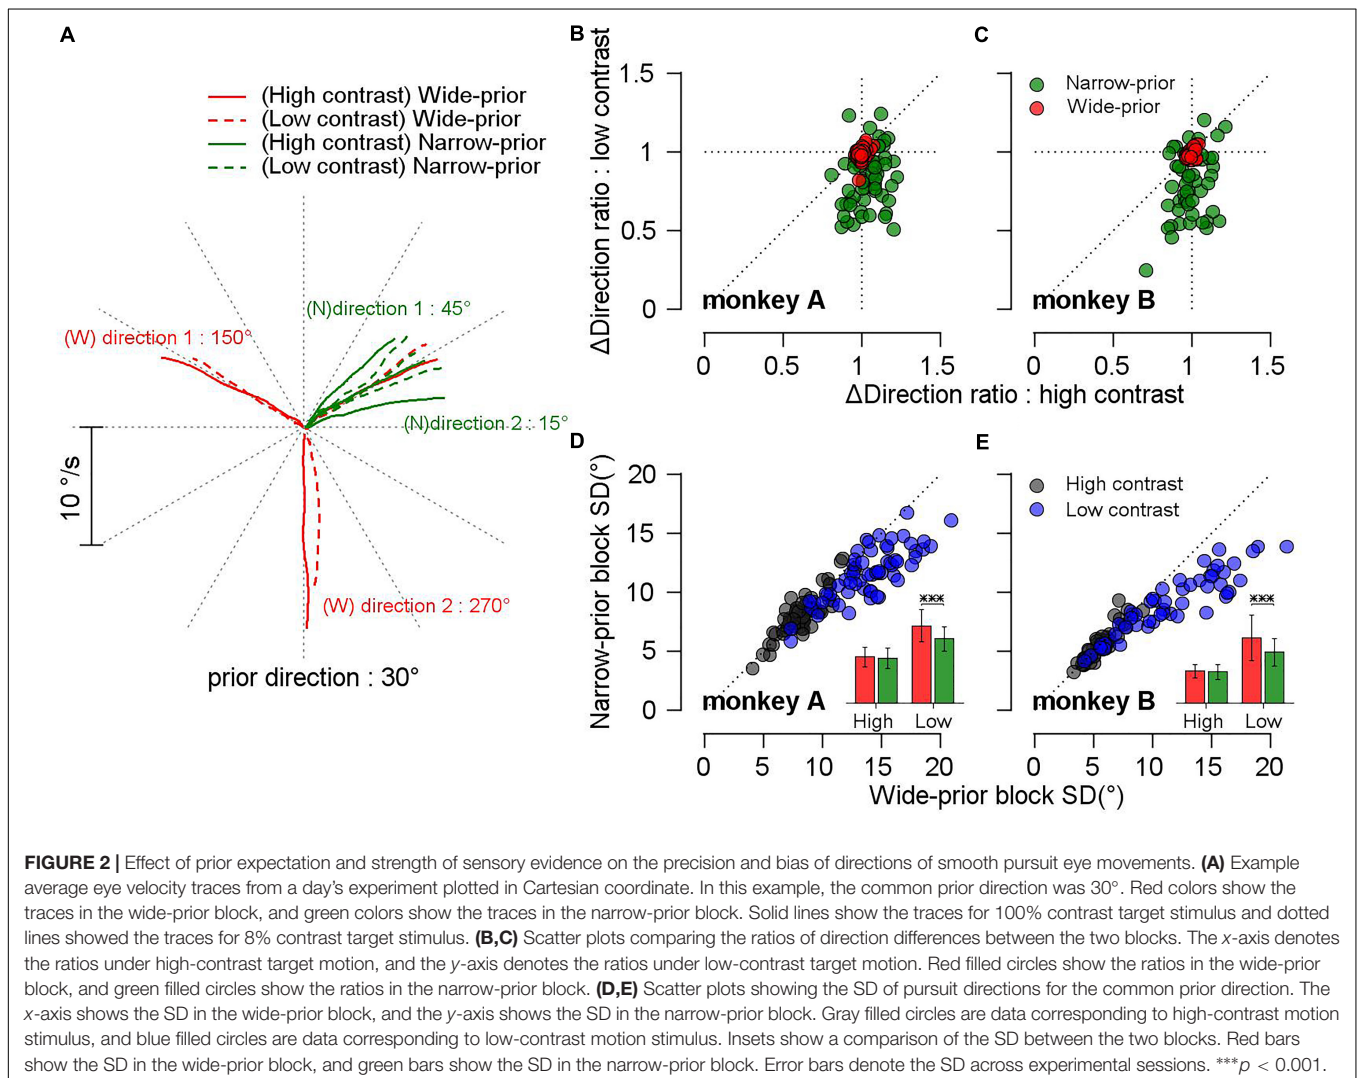 A
(High contrast) Wide-prior
(Low contrast) Wide-prior
(High contrast) Narrow-prior
(Low contrast) Narrow-prior
(N)direction 1 : 45°
(W) direction 1 : 150°
(N)direction 2 : 15°
10 °/s
(W) direction 2 : 270°
prior direction : 30°
B
ΔDirection ratio : low contrast
1.5
1
0.5
0
monkey A
0 0.5 1 1.5
C
Narrow-prior
Wide-prior
monkey B
0 0.5 1 1.5
ΔDirection ratio : high contrast
D
Narrow-prior block SD(°)
20
15
10
5
0
***
monkey A
High Low
0 5 10 15 20
E
High contrast
Low contrast
***
monkey B
High Low
0 5 10 15 20
Wide-prior block SD(°)
FIGURE 2 | Effect of prior expectation and strength of sensory evidence on the precision and bias of directions of smooth pursuit eye movements. (A) Example
average eye velocity traces from a day's experiment plotted in Cartesian coordinate. In this example, the common prior direction was 30°. Red colors show the
traces in the wide-prior block, and green colors show the traces in the narrow-prior block. Solid lines show the traces for 100% contrast target stimulus and dotted
lines showed the traces for 8% contrast target stimulus. (B,C) Scatter plots comparing the ratios of direction differences between the two blocks. The x-axis denotes
the ratios under high-contrast target motion, and the y-axis denotes the ratios under low-contrast target motion. Red filled circles show the ratios in the wide-prior
block, and green filled circles show the ratios in the narrow-prior block. (D,E) Scatter plots showing the SD of pursuit directions for the common prior direction. The
x-axis shows the SD in the wide-prior block, and the y-axis shows the SD in the narrow-prior block. Gray filled circles are data corresponding to high-contrast motion
stimulus, and blue filled circles are data corresponding to low-contrast motion stimulus. Insets show a comparison of the SD between the two blocks. Red bars
show the SD in the wide-prior block, and green bars show the SD in the narrow-prior block. Error bars denote the SD across experimental sessions. ***p < 0.001.